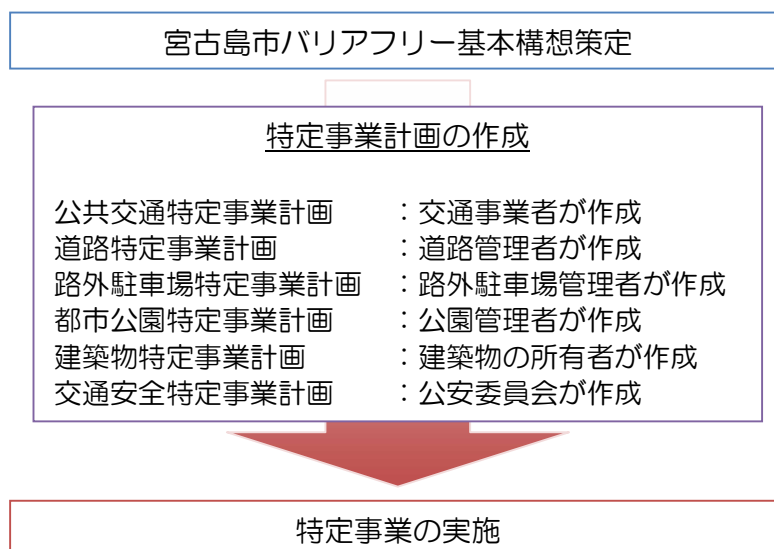 宮古島市バリアフリー基本構想策定
特定事業計画の作成
公共交通特定事業計画　：交通事業者が作成
道路特定事業計画　：道路管理者が作成
路外駐車場特定事業計画　：路外駐車場管理者が作成
都市公園特定事業計画　：公園管理者が作成
建築物特定事業計画　：建築物の所有者が作成
交通安全特定事業計画　：公安委員会が作成
特定事業の実施